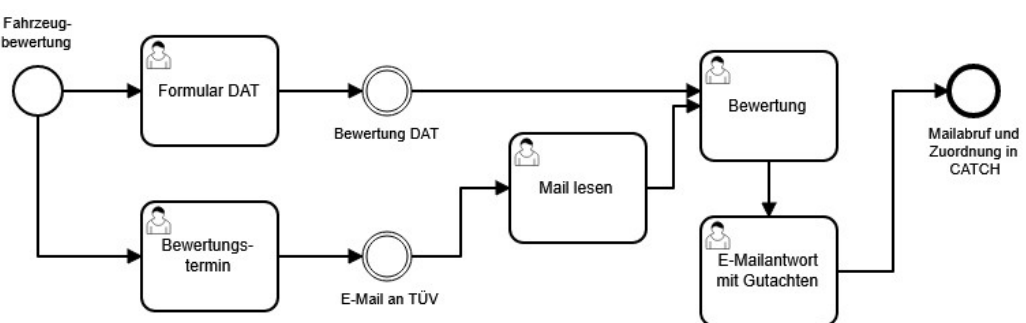 Fahrzeug-
bewertung
Formular DAT
Bewertung DAT
Bewertung
Mailabruf und
Zuordnung in
CATCH
Mail lesen
Bewertungs-
termin
E-Mail an TÜV
E-Mailantwort
mit Gutachten